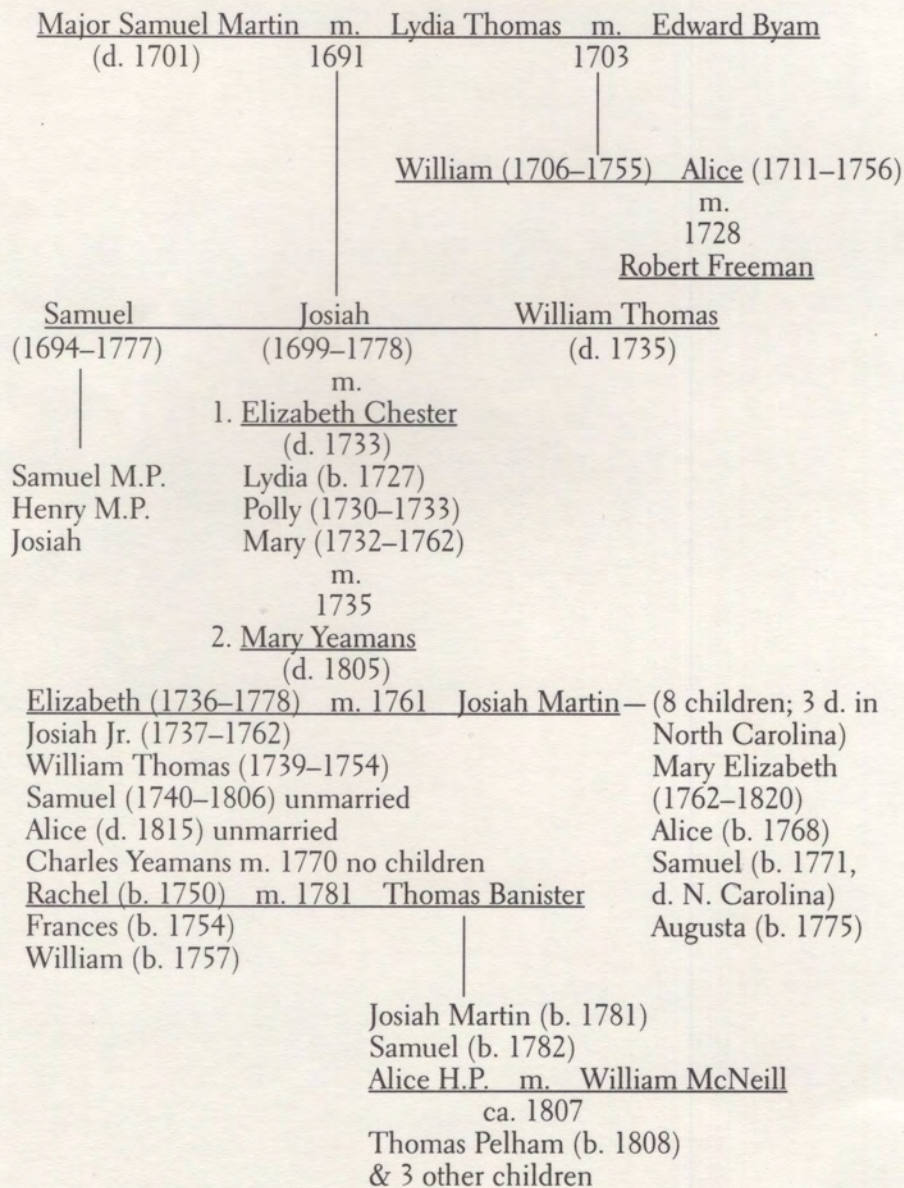 Major Samuel Martin m. Lydia Thomas m. Edward Byam
(d. 1701) 1691 1703
William (1706–1755) Alice (1711–1756)
m.
1728
Robert Freeman
Samuel Josiah William Thomas
(1694–1777) (1699–1778) (d. 1735)
m.
1. Elizabeth Chester
(d. 1733)
Samuel M.P. Lydia (b. 1727)
Henry M.P. Polly (1730–1733)
Josiah Mary (1732–1762)
m.
1735
2. Mary Yeamans
(d. 1805)
Elizabeth (1736–1778) m. 1761 Josiah Martin — (8 children; 3 d. in
Josiah Jr. (1737–1762) North Carolina)
William Thomas (1739–1754) Mary Elizabeth
Samuel (1740–1806) unmarried (1762–1820)
Alice (d. 1815) unmarried Alice (b. 1768)
Charles Yeamans m. 1770 no children Samuel (b. 1771,
Rachel (b. 1750) m. 1781 Thomas Banister d. N. Carolina)
Frances (b. 1754) Augusta (b. 1775)
William (b. 1757)
Josiah Martin (b. 1781)
Samuel (b. 1782)
Alice H.P. m. William McNeill
ca. 1807
Thomas Pelham (b. 1808)
& 3 other children